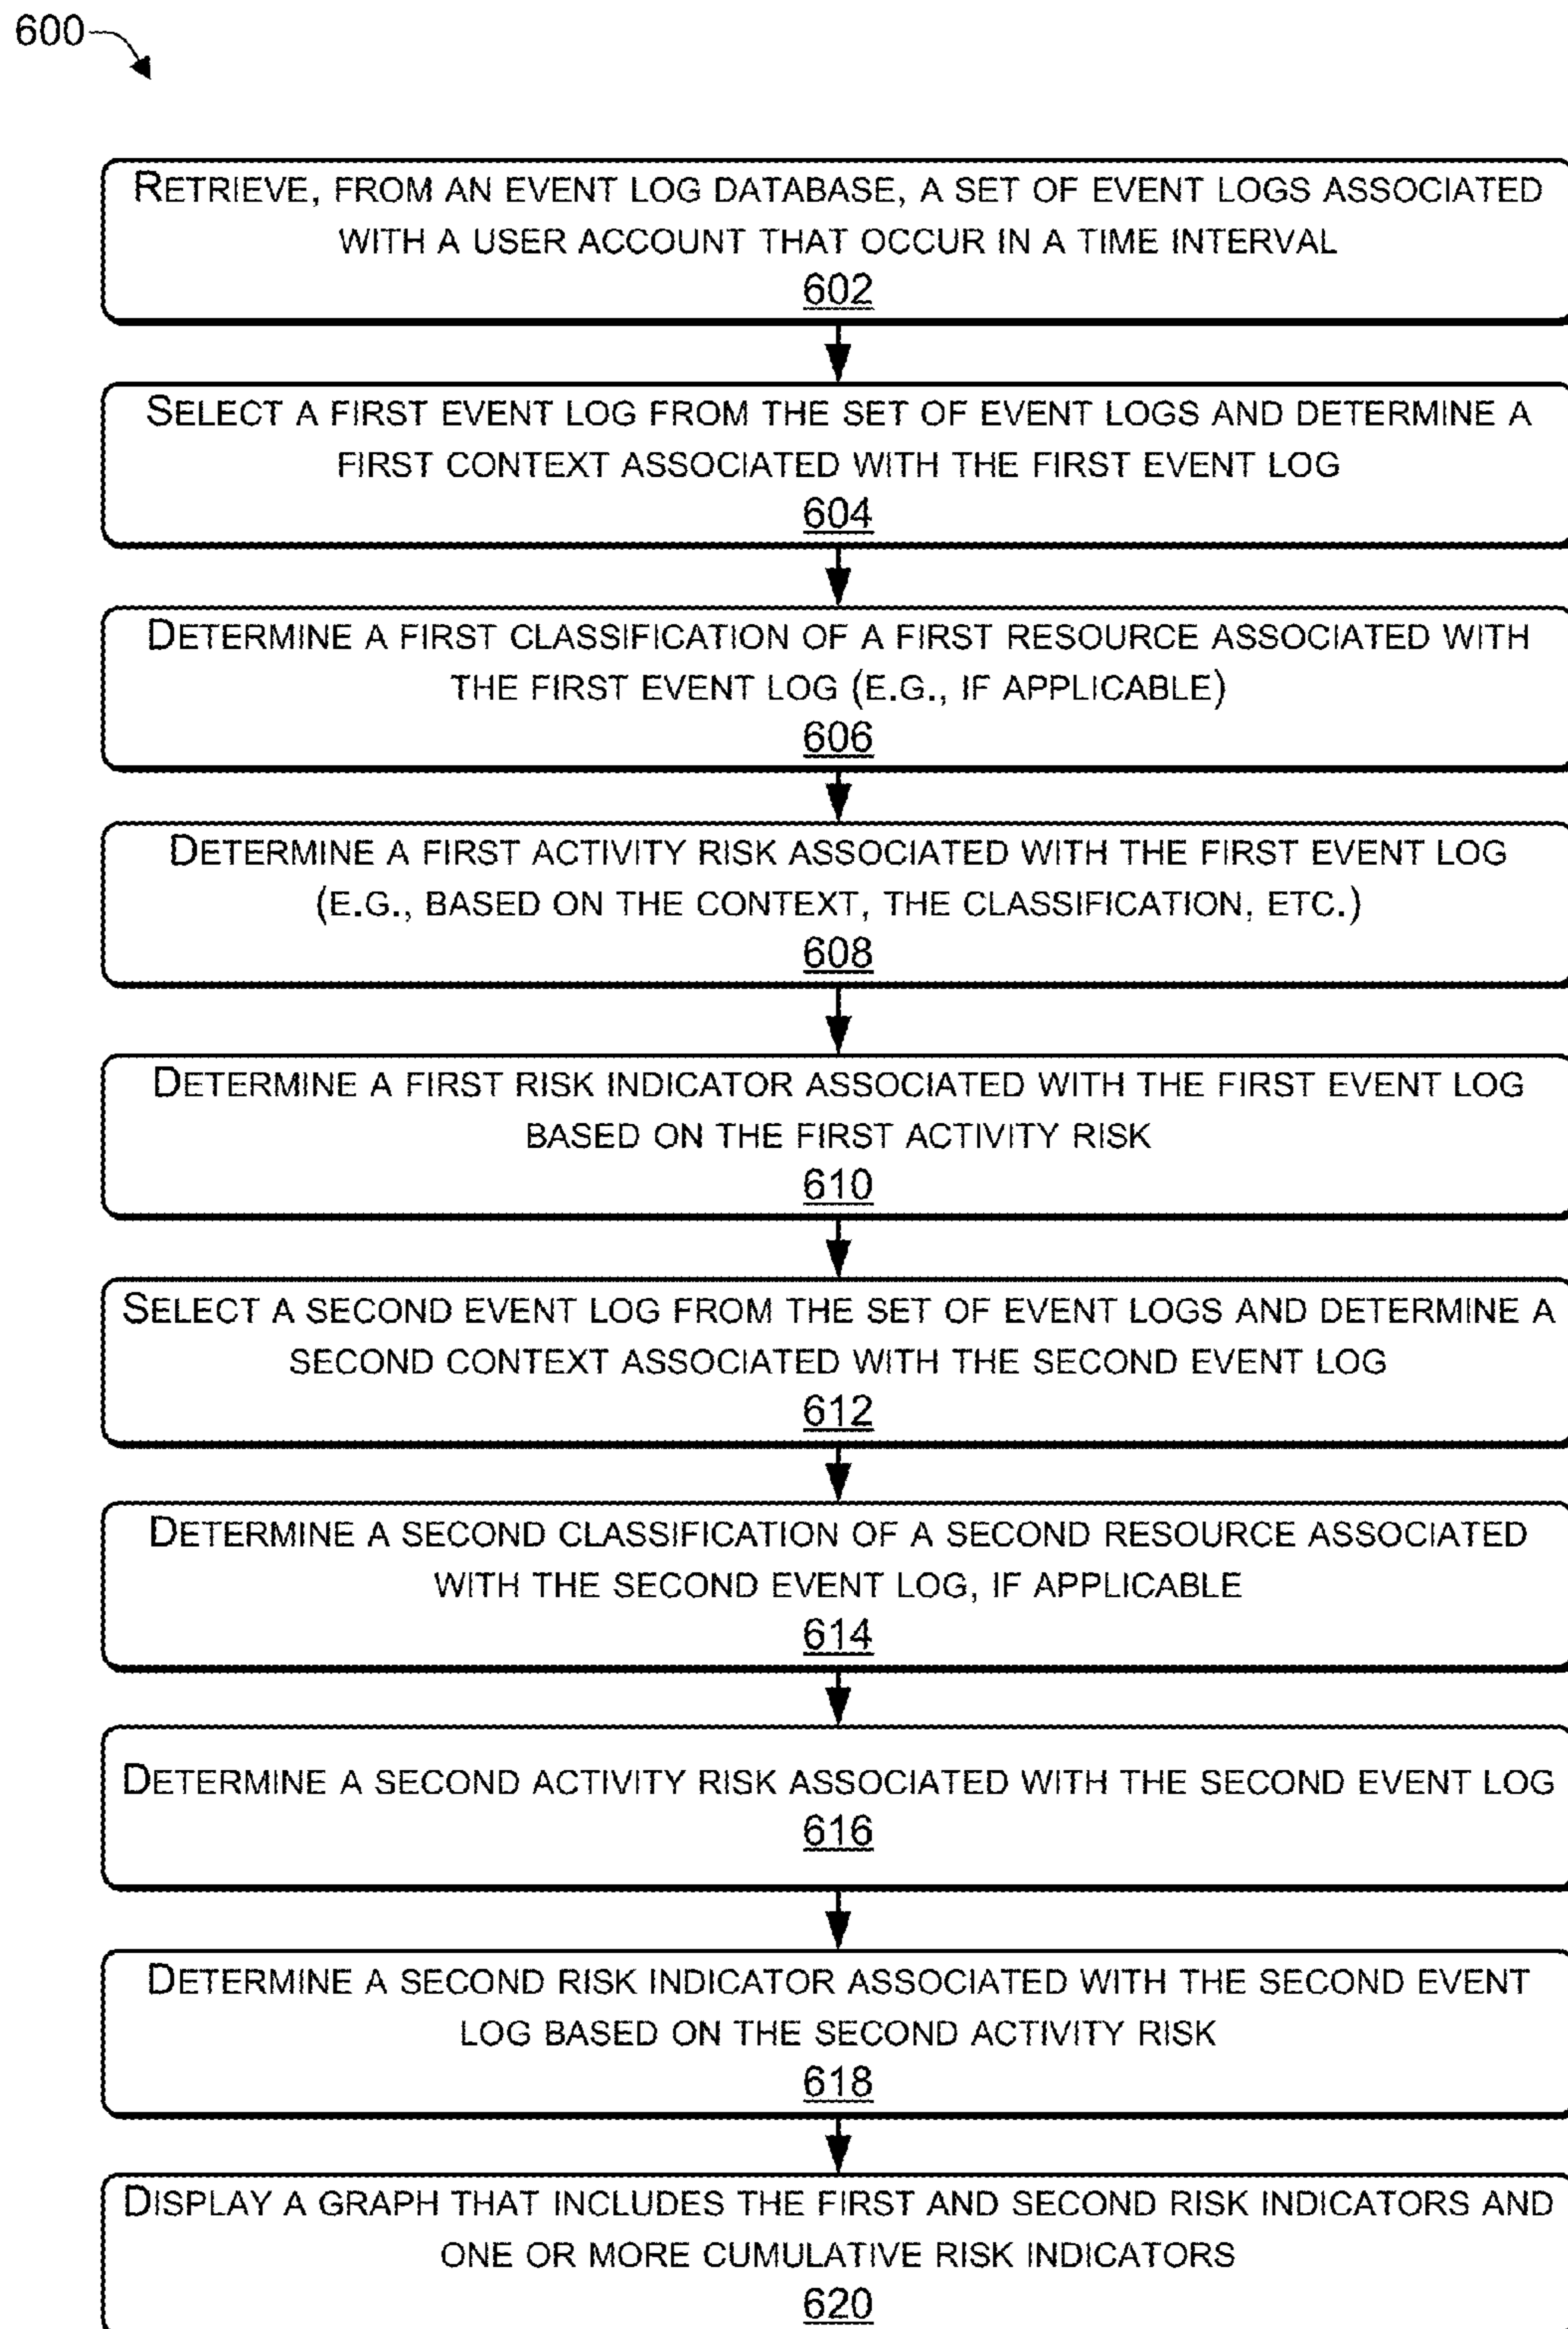 600
RETRIEVE, FROM AN EVENT LOG DATABASE, A SET OF EVENT LOGS ASSOCIATED
WITH A USER ACCOUNT THAT OCCUR IN A TIME INTERVAL
602
SELECT A FIRST EVENT LOG FROM THE SET OF EVENT LOGS AND DETERMINE A
FIRST CONTEXT ASSOCIATED WITH THE FIRST EVENT LOG
604
DETERMINE A FIRST CLASSIFICATION OF A FIRST RESOURCE ASSOCIATED WITH
THE FIRST EVENT LOG (E.G., IF APPLICABLE)
606
DETERMINE A FIRST ACTIVITY RISK ASSOCIATED WITH THE FIRST EVENT LOG
(E.G., BASED ON THE CONTEXT, THE CLASSIFICATION, ETC.)
608
DETERMINE A FIRST RISK INDICATOR ASSOCIATED WITH THE FIRST EVENT LOG
BASED ON THE FIRST ACTIVITY RISK
610
SELECT A SECOND EVENT LOG FROM THE SET OF EVENT LOGS AND DETERMINE A
SECOND CONTEXT ASSOCIATED WITH THE SECOND EVENT LOG
612
DETERMINE A SECOND CLASSIFICATION OF A SECOND RESOURCE ASSOCIATED
WITH THE SECOND EVENT LOG, IF APPLICABLE
614
DETERMINE A SECOND ACTIVITY RISK ASSOCIATED WITH THE SECOND EVENT LOG
616
DETERMINE A SECOND RISK INDICATOR ASSOCIATED WITH THE SECOND EVENT
LOG BASED ON THE SECOND ACTIVITY RISK
618
DISPLAY A GRAPH THAT INCLUDES THE FIRST AND SECOND RISK INDICATORS AND
ONE OR MORE CUMULATIVE RISK INDICATORS
620